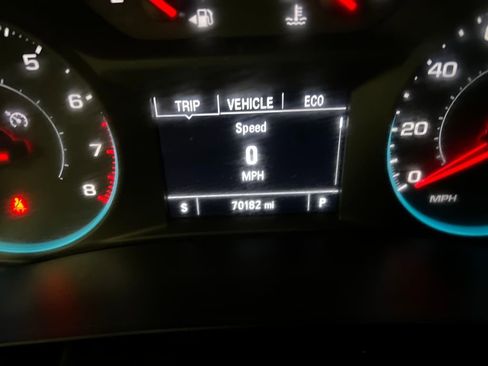 5
6
7
8
TRIP VEHICLE ECO
Speed
0
MPH
S 70182 mi P
40
20
0
MPH